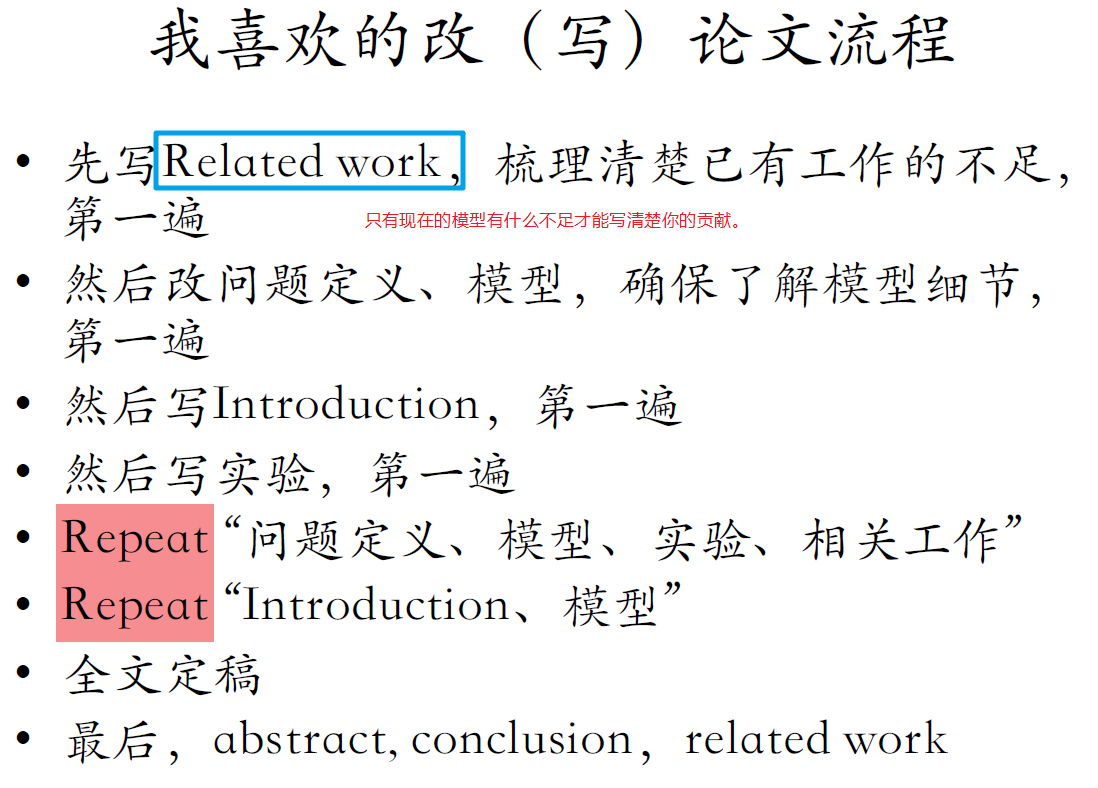 我喜欢的改（写）论文流程
• 先写Related work，梳理清楚已有工作的不足，
第一遍
只有现在的模型有什么不足才能写清楚你的贡献。
• 然后改问题定义、模型，确保了解模型细节，
第一遍
• 然后写Introduction，第一遍
• 然后写实验，第一遍
• Repeat “问题定义、模型、实验、相关工作”
• Repeat “Introduction、模型”
• 全文定稿
• 最后，abstract, conclusion，related work